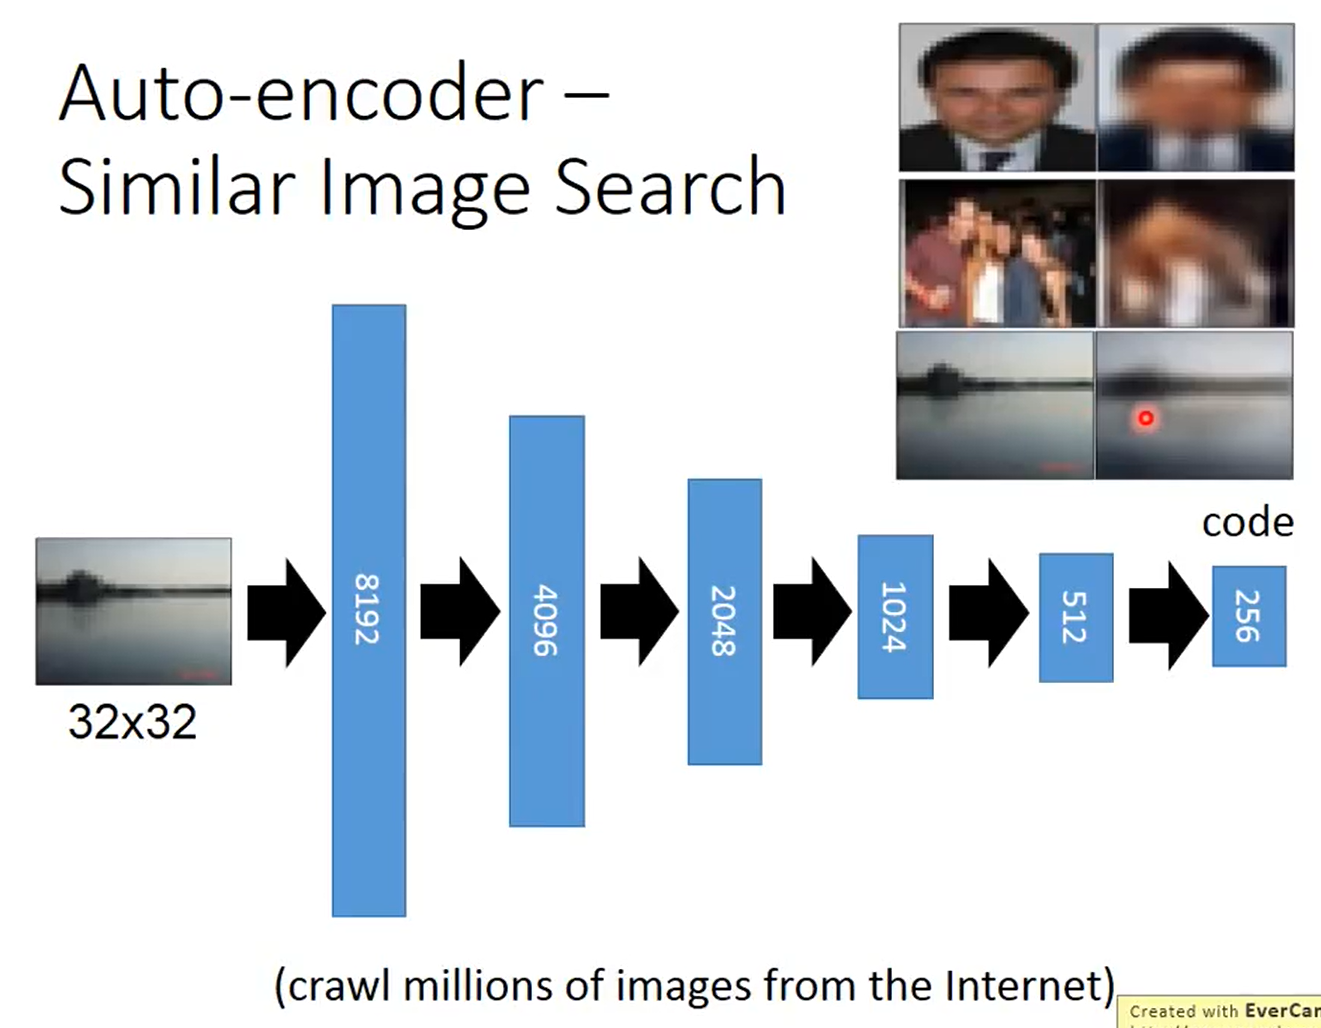 Auto-encoder –
Similar Image Search
code
8192
4096
2048
1024
512
256
32x32
(crawl millions of images from the Internet)
Created with EverCam